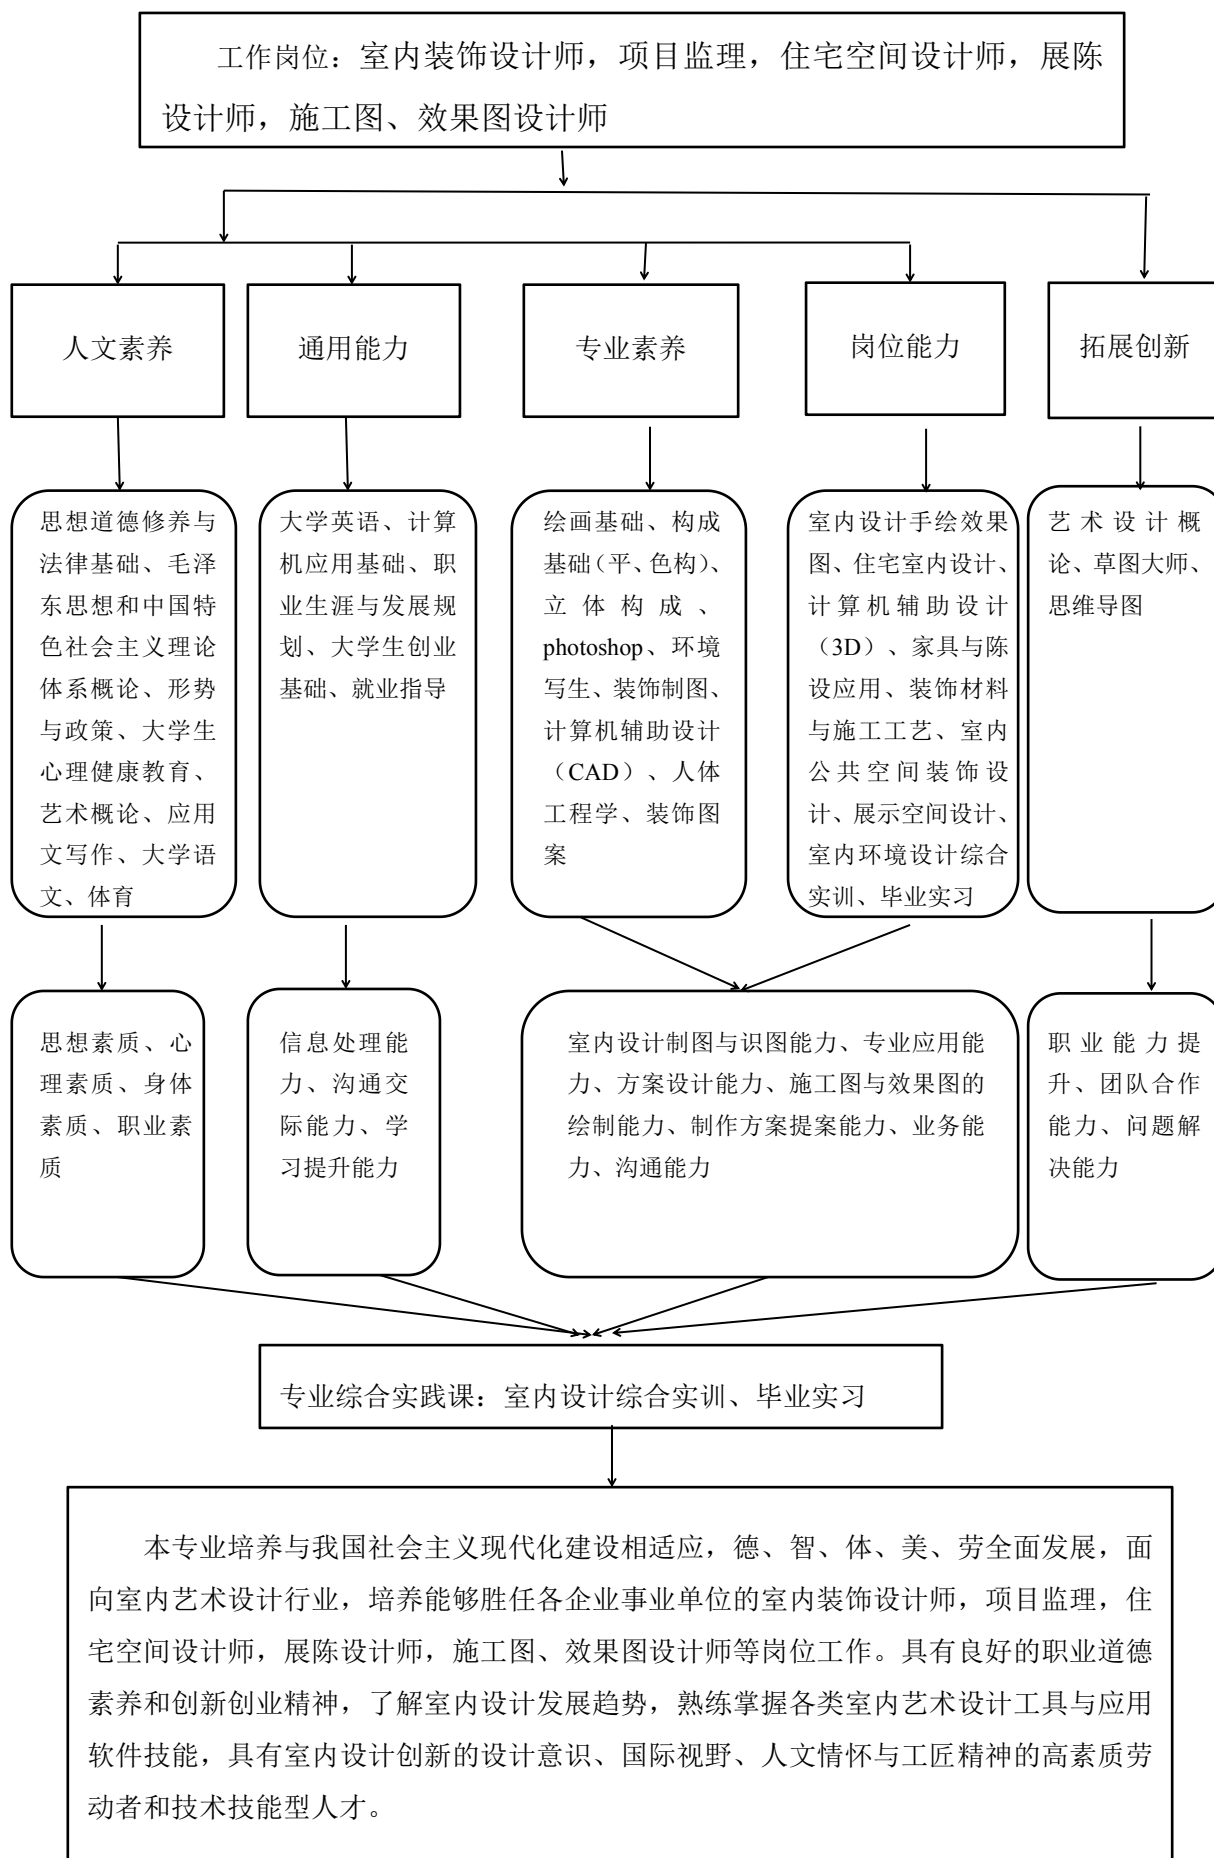 工作岗位：室内装饰设计师，项目监理，住宅空间设计师，展陈
设计师，施工图、效果图设计师
人文素养
通用能力
专业素养
岗位能力
拓展创新
思想道德修养与
法律基础、毛泽
东思想和中国特
色社会主义理论
体系概论、形势
与政策、大学生
心理健康教育、
艺术概论、应用
文写作、大学语
文、体育
大学英语、计算
机应用基础、职
业生涯与发展规
划、大学生创业
基础、就业指导
绘画基础、构成
基础（平、色构）、
立体构成、
photoshop、环境
写生、装饰制图、
计算机辅助设计
（CAD）、人体
工程学、装饰图
案
室内设计手绘效果
图、住宅室内设计、
计算机辅助设计
（3D）、家具与陈
设应用、装饰材料
与施工工艺、室内
公共空间装饰设
计、展示空间设计、
室内环境设计综合
实训、毕业实习
艺术设计概
论、草图大师、
思维导图
思想素质、心
理素质、身体
素质、职业素
质
信息处理能
力、沟通交
际能力、学
习提升能力
室内设计制图与识图能力、专业应用能
力、方案设计能力、施工图与效果图的
绘制能力、制作方案提案能力、业务能
力、沟通能力
职业能力提
升、团队合作
能力、问题解
决能力
专业综合实践课：室内设计综合实训、毕业实习
本专业培养与我国社会主义现代化建设相适应，德、智、体、美、劳全面发展，面
向室内艺术设计行业，培养能够胜任各企业事业单位的室内装饰设计师，项目监理，住
宅空间设计师，展陈设计师，施工图、效果图设计师等岗位工作。具有良好的职业道德
素养和创新创业精神，了解室内设计发展趋势，熟练掌握各类室内艺术设计工具与应用
软件技能，具有室内设计创新的设计意识、国际视野、人文情怀与工匠精神的高素质劳
动者和技术技能型人才。